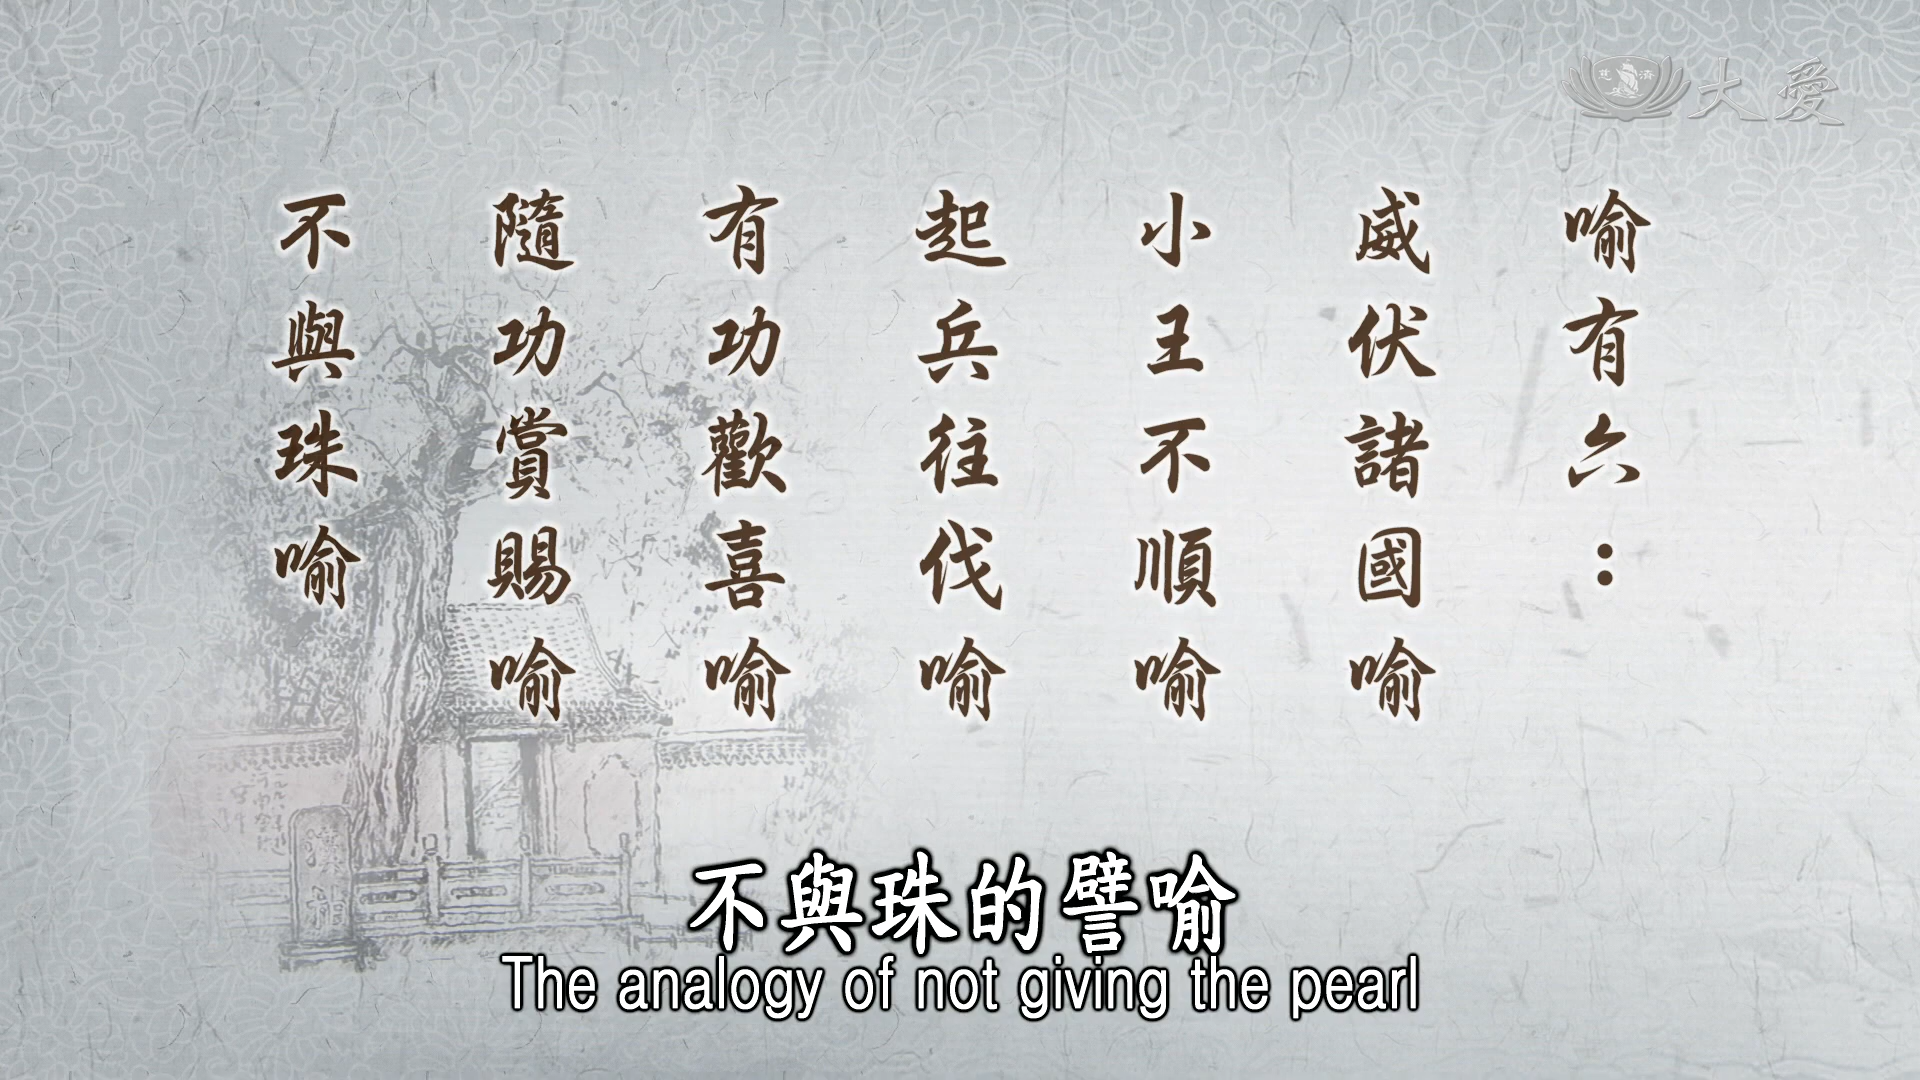 慈濟
大愛
喻有六：
威伏諸國喻
小王不順喻
起兵往伐喻
有功歡喜喻
隨功賞賜喻
不與珠喻
不與珠的譬喻
The analogy of not giving the pearl